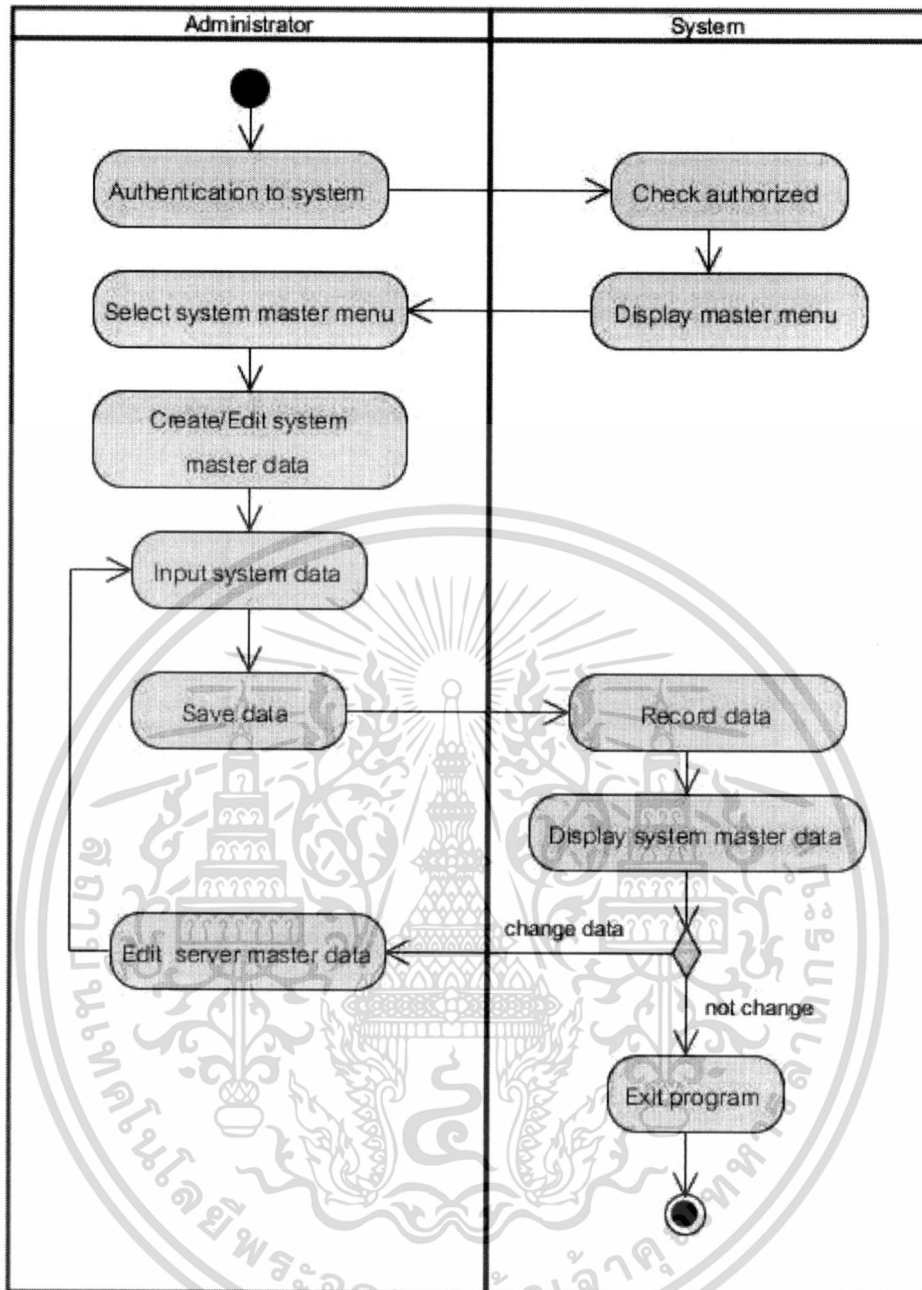 Administrator
System
Authentication to system
Check authorized
Select system master menu
Display master menu
Create/Edit system
master data
Input system data
Save data
Record data
Display system master data
change data
Edit server master data
not change
Exit program